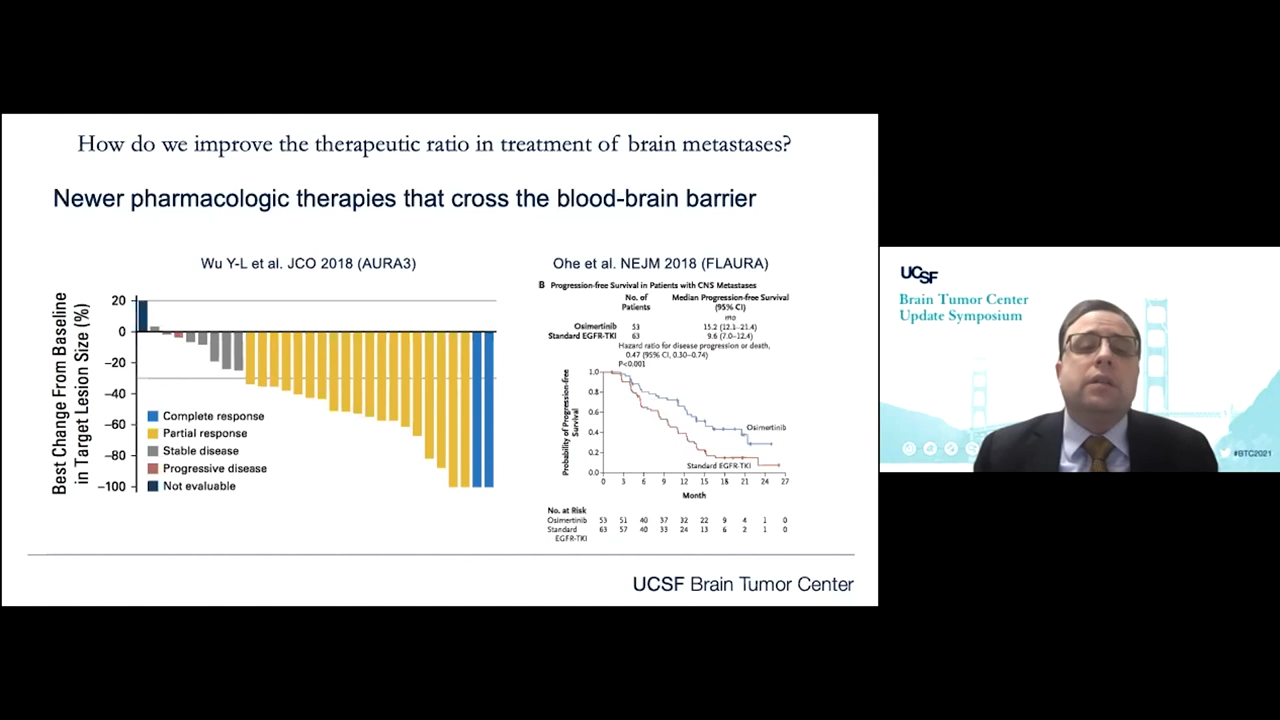 How do we improve the therapeutic ratio in treatment of brain metastases?
Newer pharmacologic therapies that cross the blood-brain barrier
Wu Y-L et al. JCO 2018 (AURA3)
Best Change From Baseline
in Target Lesion Size (%)
20
0
−20
−40
−60
−80
−100
Complete response
Partial response
Stable disease
Progressive disease
Not evaluable
Ohe et al. NEJM 2018 (FLAURA)
B Progression-free Survival in Patients with CNS Metastases
No. of
Patients
Median Progression-free Survival
(95% CI)
mo
Osimertinib 53 15.2 (12.1–21.4)
Standard EGFR-TKI 63 9.6 (7.0–12.4)
Hazard ratio for disease progression or death,
0.47 (95% CI, 0.30–0.74)
P<0.001
Probability of Progression-free
Survival
1.0
0.8
0.6
0.4
0.2
0.0
Osimertinib
Standard EGFR-TKI
0 3 6 9 12 15 18 21 24 27
Month
No. at Risk
Osimertinib 53 51 40 37 32 22 9 4 1 0
Standard 63 57 40 33 24 13 6 2 1 0
EGFR-TKI
UCSF Brain Tumor Center
UCSF
Brain Tumor Center
Update Symposium
#BTC2021